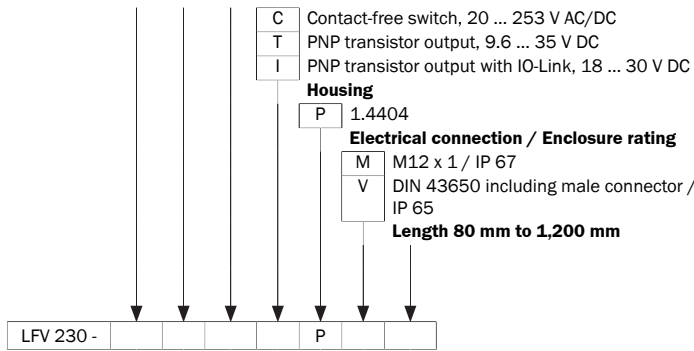 C Contact-free switch, 20 ... 253 V AC/DC
T PNP transistor output, 9.6 ... 35 V DC
I PNP transistor output with IO-Link, 18 ... 30 V DC
Housing
P 1.4404
Electrical connection / Enclosure rating
M M12 x 1 / IP 67
V DIN 43650 including male connector /
IP 65
Length 80 mm to 1,200 mm
LFV 230 - P